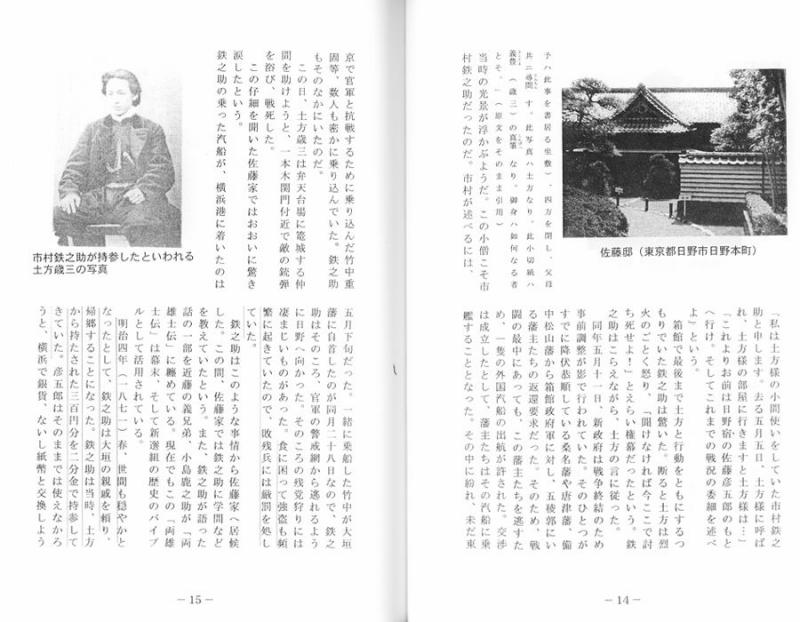 予ハ此事を書居る坐敷)、四方を閉し、父母
共ニ尋問す。此写真ハ土方なり、此小切紙ハ
義豊(歳三)の真筆なり、御身ハ如何なる者
とそ。」(原文をそのまま引用)
当時の光景が浮かぶようだ。この小僧こそ市
村鉄之助だったのだ。市村が述べるには、
佐藤邸(東京都日野市日野本町)
「私は土方様の小間使いをしていた市村鉄之
助と申します。去る五月五日、土方様に呼ば
れ、土方様の部屋に行きますと土方様は…」
「これよりお前は日野宿の佐藤彦五郎のもと
へ行け。そしてこれまでの戦況の委細を述べ
よ」という。
箱館で最後まで土方と行動をともにするつ
もりでいた鉄之助は驚いた。断ると土方は烈
火のごとく怒り、「聞けなければ今ここで討
ち死せよ!」とえらい権幕だったという。鉄
之助はこらえながら、土方の言に従った。
同年五月十一日、新政府は戦争終結のため
事前調整が影で行われていた。そのひとつが
すでに降伏恭順している桑名藩や唐津藩、備
中松山藩から箱館政府軍に対し、五稜郭にい
る藩主たちの返還要求だった。そのため、戦
闘の最中にあっても、この藩主たちを逃すた
め、一隻の外国汽船の出航が許された。交渉
は成立したとして、藩主たちはその汽船に乗
艦することとなった。その中に紛れ、未だ東
－14－
京で官軍と抗戦するために乗り込んだ竹中重
固等、数人も密かに乗り込んでいた。鉄之助
もそのなかにいたのだ。
この日、土方歳三は弁天台場に篭城する仲
間を助けようと、一本木関門付近で敵の銃弾
を浴び、戦死した。
この仔細を聞いた佐藤家ではおおいに驚き
涙したという。
鉄之助の乗った汽船が、横浜港に着いたのは
市村鉄之助が持参したといわれる
土方歳三の写真
五月下旬だった。一緒に乗船した竹中が大垣
藩に自首したのが同月二十八日なので、鉄之
助はそのころ、官軍の警戒網から逃れるよう
に日野へ向かった。そのころの残党狩りには
凄まじいものがあった。食に困って強盗も頻
繁に起きていたので、敗残兵には厳罰を処し
ていた。
鉄之助はこのような事情から佐藤家へ居候
した。この間、佐藤家では鉄之助に学問など
を教えていたという。また、鉄之助が語った
話の一部を近藤の義兄弟、小島鹿之助が「両
雄士伝」に纏めている。現在でもこの「両雄
士伝」は幕末、そして新選組の歴史のバイブ
ルとして活用されている。
明治四年(一八七一)春、世間も穏やかと
なったとして、鉄之助は大垣の親戚を頼り、
帰郷することになった。鉄之助は当時、土方
から持たされた三百円分を二分金で持参して
きていた。彦五郎はそのままでは使えなかろ
うと、横浜で銀貨、ないし紙幣と交換しよう
－15－